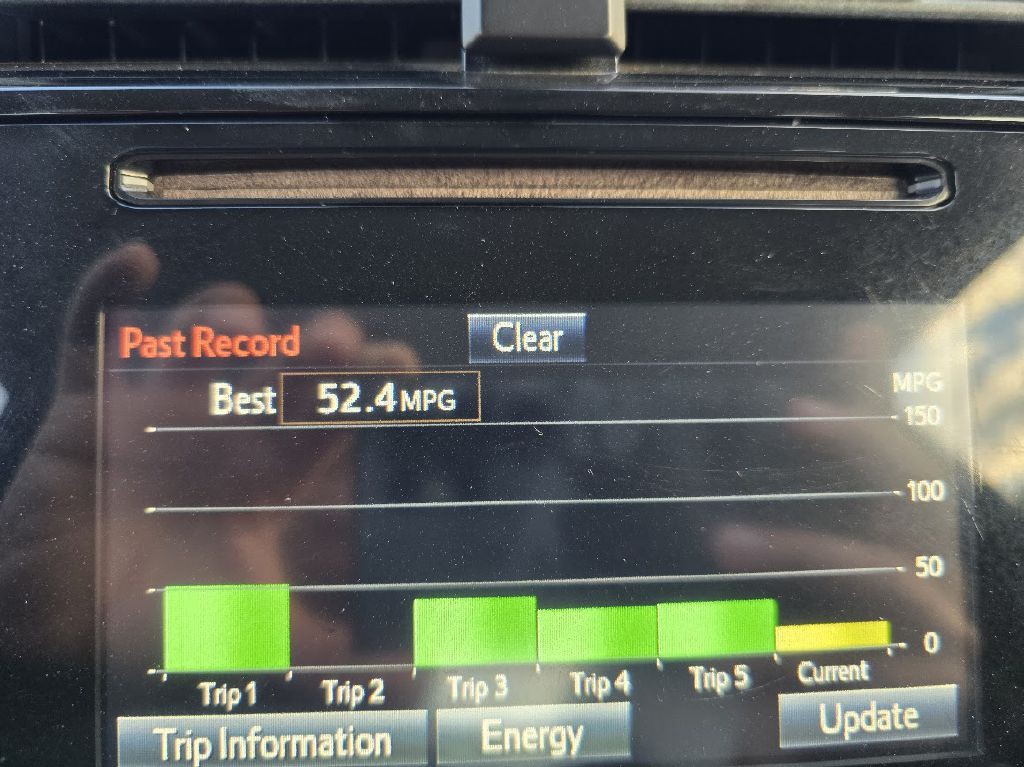 Past Record
Clear
Best 52.4 MPG
MPG
150
100
50
0
Trip 1 Trip 2 Trip 3 Trip 4 Trip 5 Current
Trip Information Energy Update